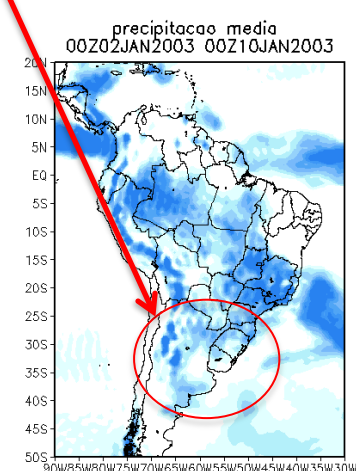 precipitacao media
00Z02JAN2003 00Z10JAN2003
20N
15N
10N
5N
EQ
5S
10S
15S
20S
25S
30S
35S
40S
45S
50S
90W85W80W75W70W65W60W55W50W45W40W35W30W